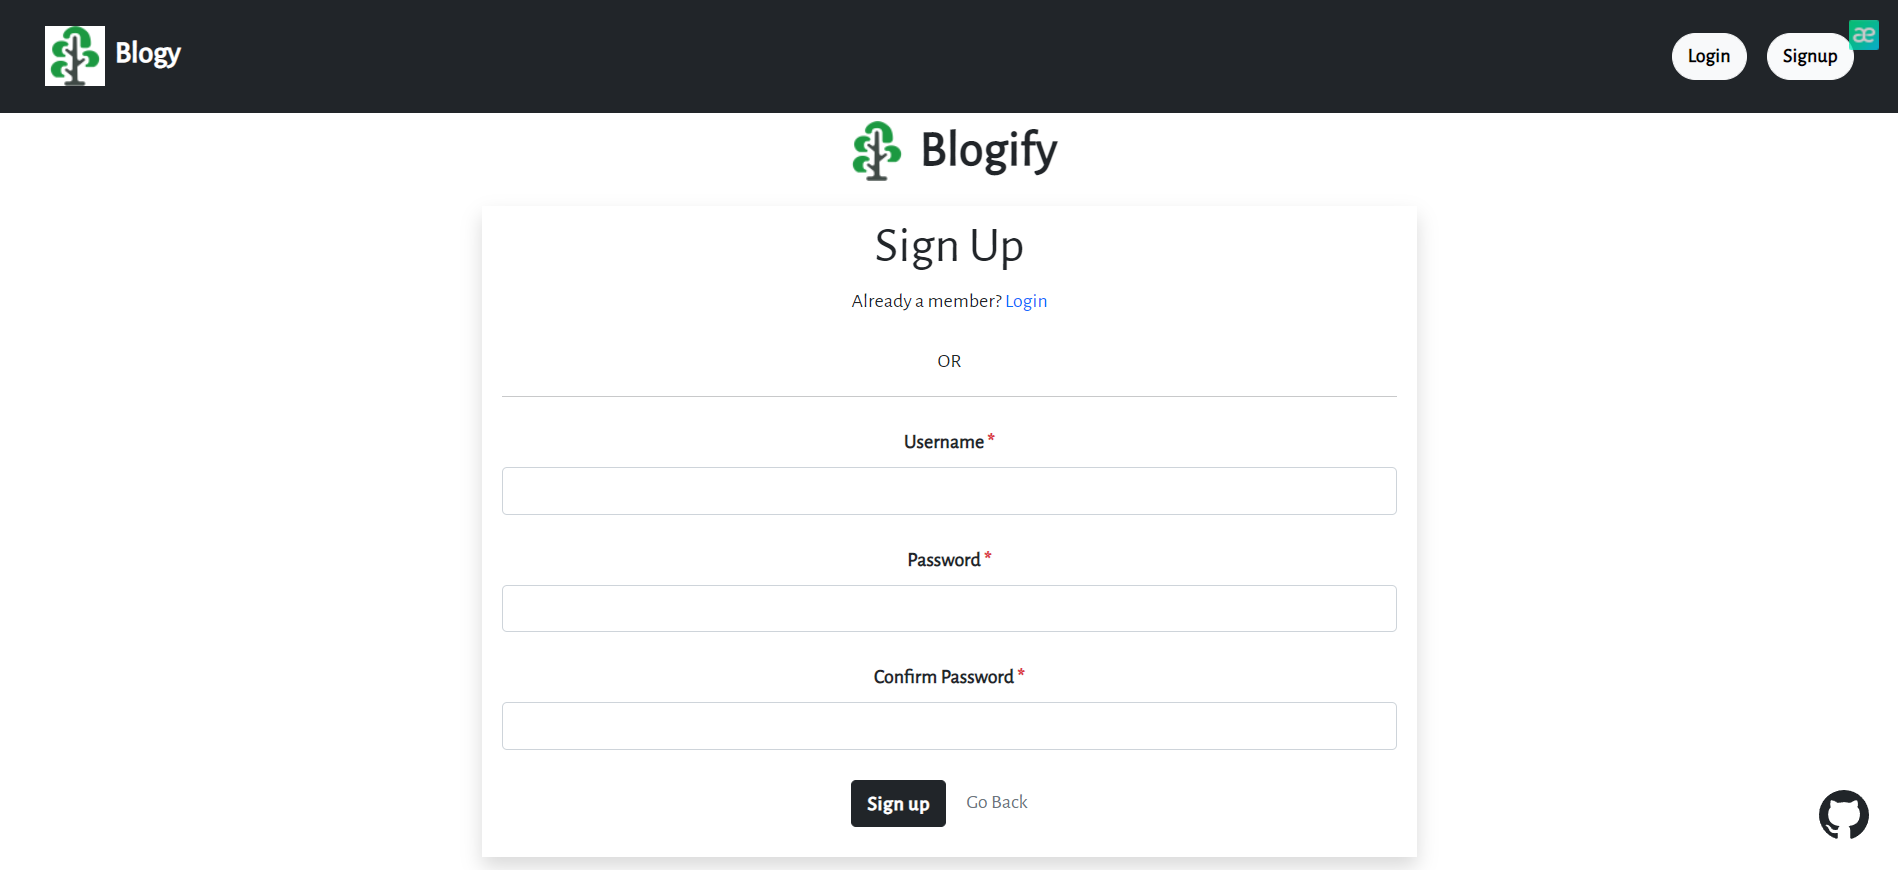 Blogy
Login
Signup
æ
Blogify
Sign Up
Already a member? Login
OR
Username *
Password *
Confirm Password *
Sign up
Go Back